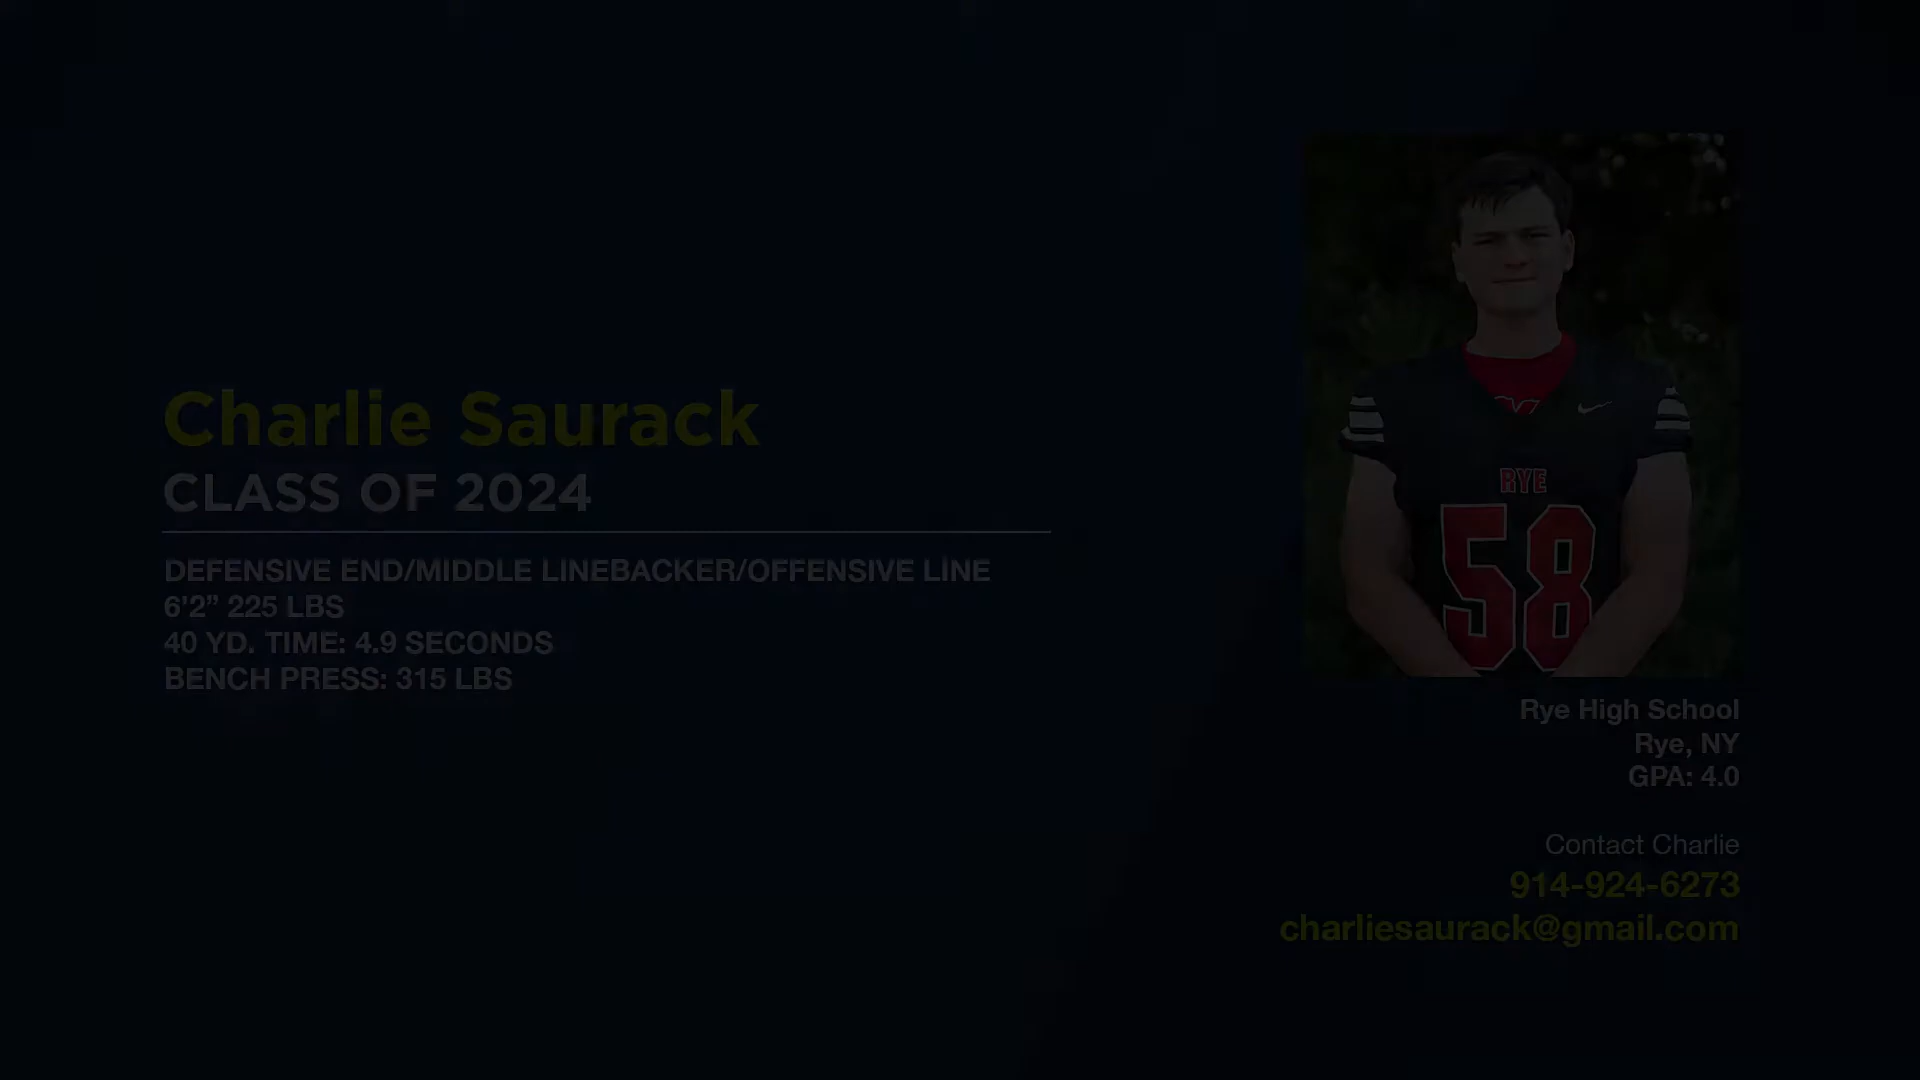 Charlie Saurack
CLASS OF 2024
DEFENSIVE END/MIDDLE LINEBACKER/OFFENSIVE LINE
6'2” 225 LBS
40 YD. TIME: 4.9 SECONDS
BENCH PRESS: 315 LBS
RYE
58
Rye High School
Rye, NY
GPA: 4.0
Contact Charlie
914-924-6273
charliesaurack@gmail.com